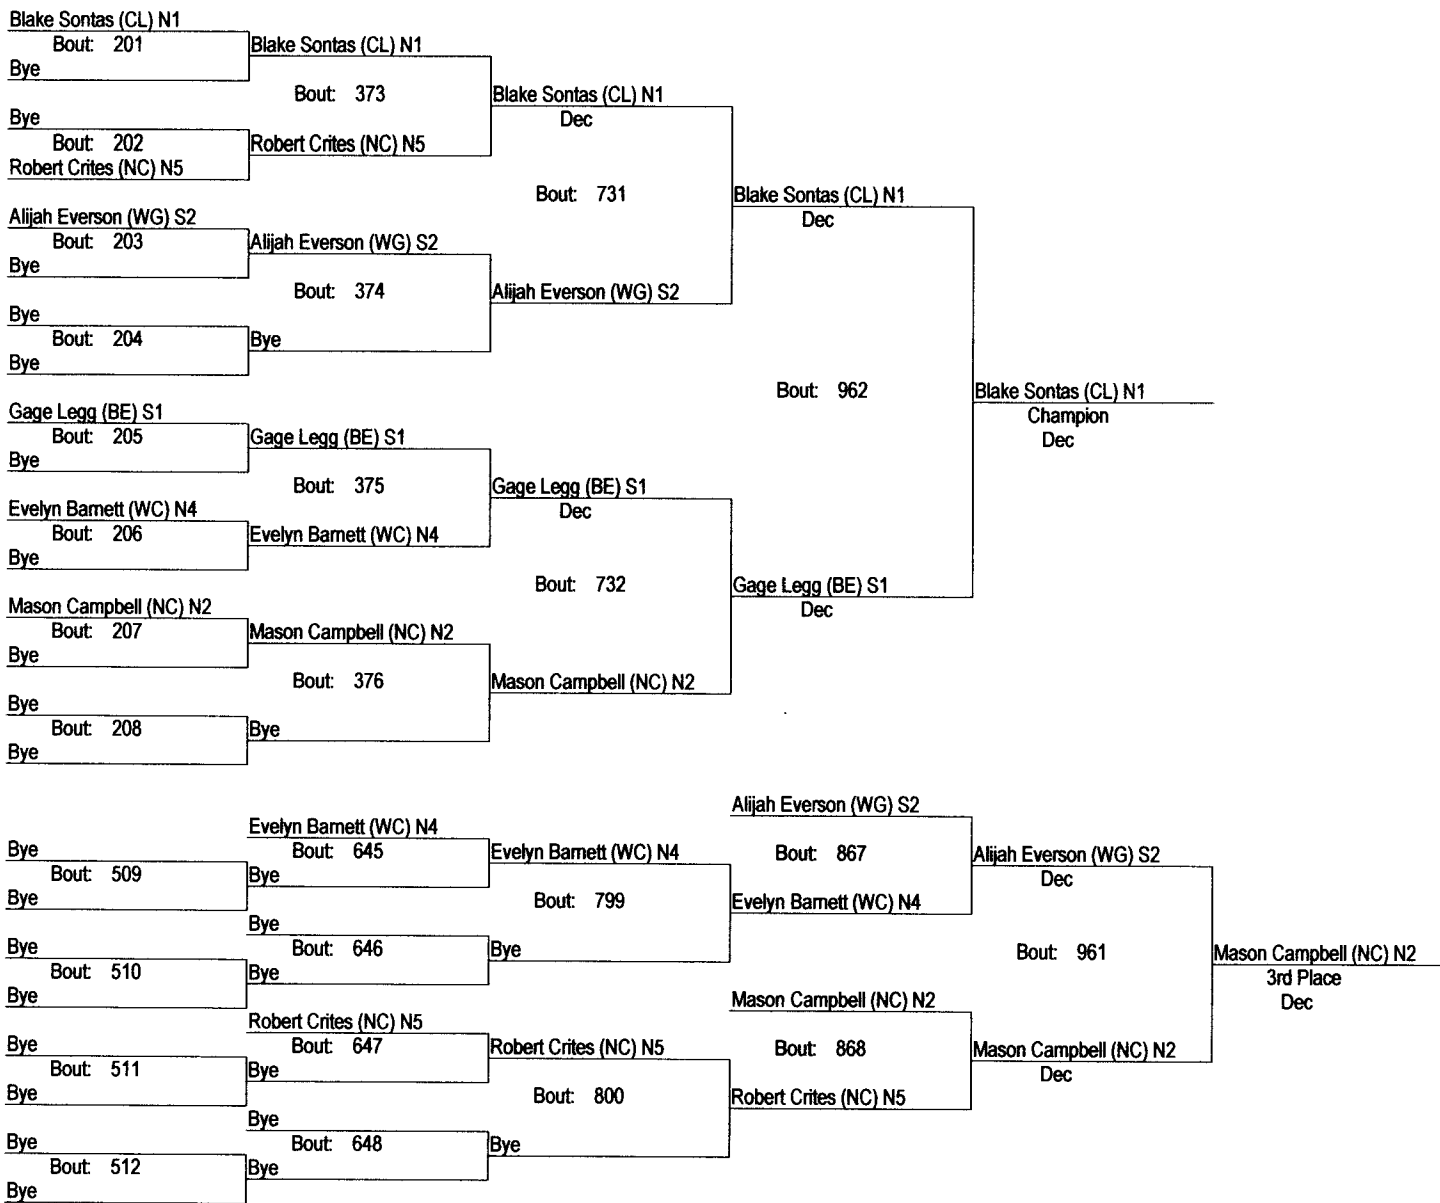 Blake Sontas (CL) N1
Bout: 201
Blake Sontas (CL) N1
Bye
Bout: 373
Blake Sontas (CL) N1
Dec
Bye
Bout: 202
Robert Crites (NC) N5
Robert Crites (NC) N5
Bout: 731
Blake Sontas (CL) N1
Dec
Alijah Everson (WG) S2
Bout: 203
Alijah Everson (WG) S2
Bye
Bout: 374
Alijah Everson (WG) S2
Bye
Bout: 204
Bye
Bye
Bout: 962
Blake Sontas (CL) N1
Champion
Dec
Gage Legg (BE) S1
Bout: 205
Gage Legg (BE) S1
Bye
Bout: 375
Gage Legg (BE) S1
Dec
Evelyn Barnett (WC) N4
Bout: 206
Evelyn Barnett (WC) N4
Bye
Bout: 732
Gage Legg (BE) S1
Dec
Mason Campbell (NC) N2
Bout: 207
Mason Campbell (NC) N2
Bye
Bout: 376
Mason Campbell (NC) N2
Bye
Bout: 208
Bye
Bye
Alijah Everson (WG) S2
Evelyn Barnett (WC) N4
Bye
Bout: 645
Evelyn Barnett (WC) N4
Bout: 867
Alijah Everson (WG) S2
Dec
Bout: 509
Bye
Bye
Bout: 799
Evelyn Barnett (WC) N4
Bye
Bye
Bout: 646
Bye
Bout: 961
Mason Campbell (NC) N2
3rd Place
Dec
Bout: 510
Bye
Bye
Mason Campbell (NC) N2
Robert Crites (NC) N5
Bye
Bout: 647
Robert Crites (NC) N5
Bout: 868
Mason Campbell (NC) N2
Dec
Bout: 511
Bye
Bye
Bout: 800
Robert Crites (NC) N5
Bye
Bye
Bout: 648
Bye
Bout: 512
Bye
Bye